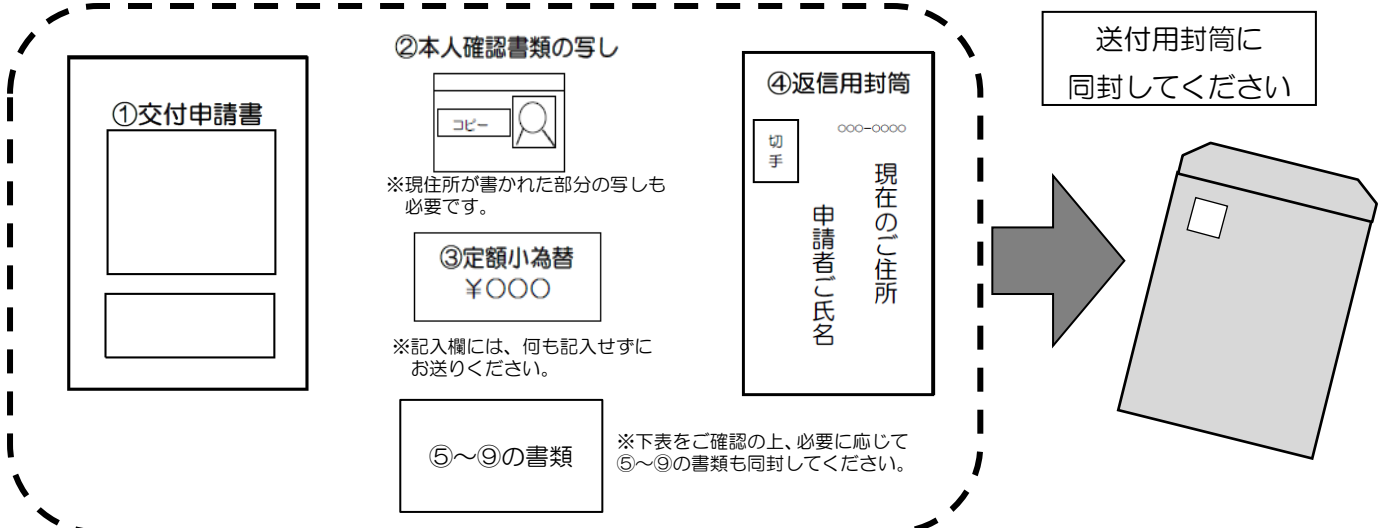 ①交付申請書
②本人確認書類の写し
コピー
※現住所が書かれた部分の写しも
必要です。
③定額小為替
￥〇〇〇
※記入欄には、何も記入せずに
お送りください。
⑤～⑨の書類
※下表をご確認の上、必要に応じて
⑤～⑨の書類も同封してください。
④返信用封筒
切手
○○○-○○○○
現在のご住所
申請者ご氏名
送付用封筒に
同封してください